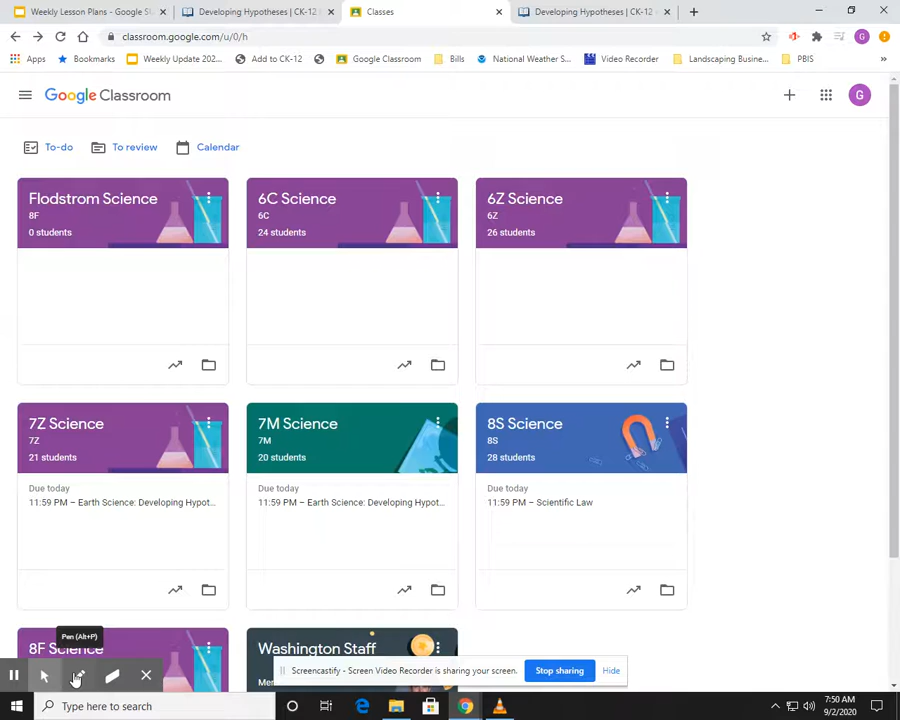 Weekly Lesson Plans - Google Sl
Developing Hypotheses | CK-12
Classes
Developing Hypotheses | CK-12
classroom.google.com/u/0/h
G
Apps
Bookmarks
Weekly Update 202...
Add to CK-12
Google Classroom
Bills
National Weather S...
Video Recorder
Landscaping Busine...
PBIS
»
Google Classroom
G
To-do
To review
Calendar
Flodstrom Science
8F
0 students
6C Science
6C
24 students
6Z Science
6Z
26 students
7Z Science
7Z
21 students
Due today
11:59 PM – Earth Science: Developing Hypot...
7M Science
7M
20 students
Due today
11:59 PM – Earth Science: Developing Hypot...
8S Science
8S
28 students
Due today
11:59 PM – Scientific Law
Pen (Alt+P)
8F Science
Washington Staff
Screencastify - Screen Video Recorder is sharing your screen.
Stop sharing
Hide
Type here to search
7:50 AM
9/2/2020